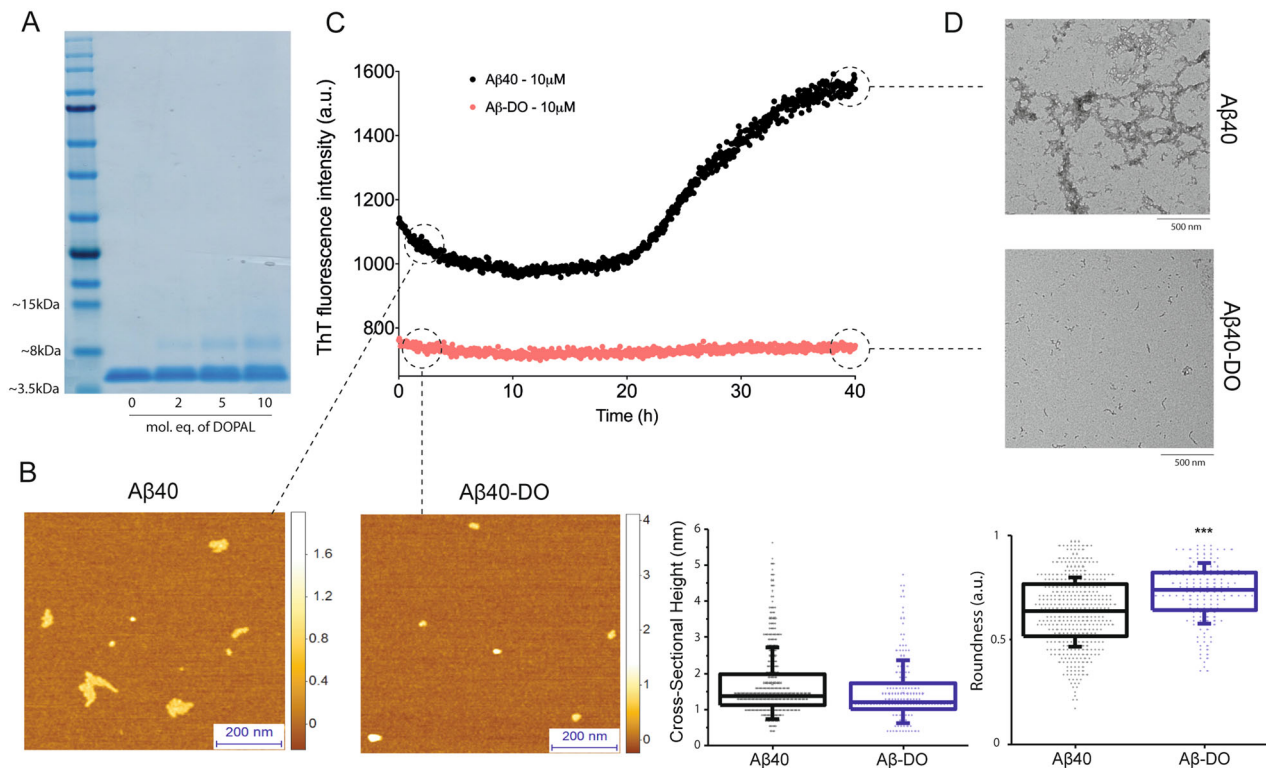 A
~15kDa
~8kDa
~3.5kDa
0 2 5 10
mol. eq. of DOPAL
C
ThT fluorescence intensity (a.u.)
1600
1400
1200
1000
800
Aβ40 - 10μM
Aβ-DO - 10μM
0 10 20 30 40
Time (h)
D
Aβ40
500 nm
Aβ40-DO
500 nm
B
Aβ40
1.6
1.2
0.8
0.4
0
200 nm
Aβ40-DO
4
3
2
1
0
200 nm
Cross-Sectional Height (nm)
6
5
4
3
2
1
0
Aβ40 Aβ-DO
Roundness (a.u.)
1
0.5
0
***
Aβ40 Aβ-DO